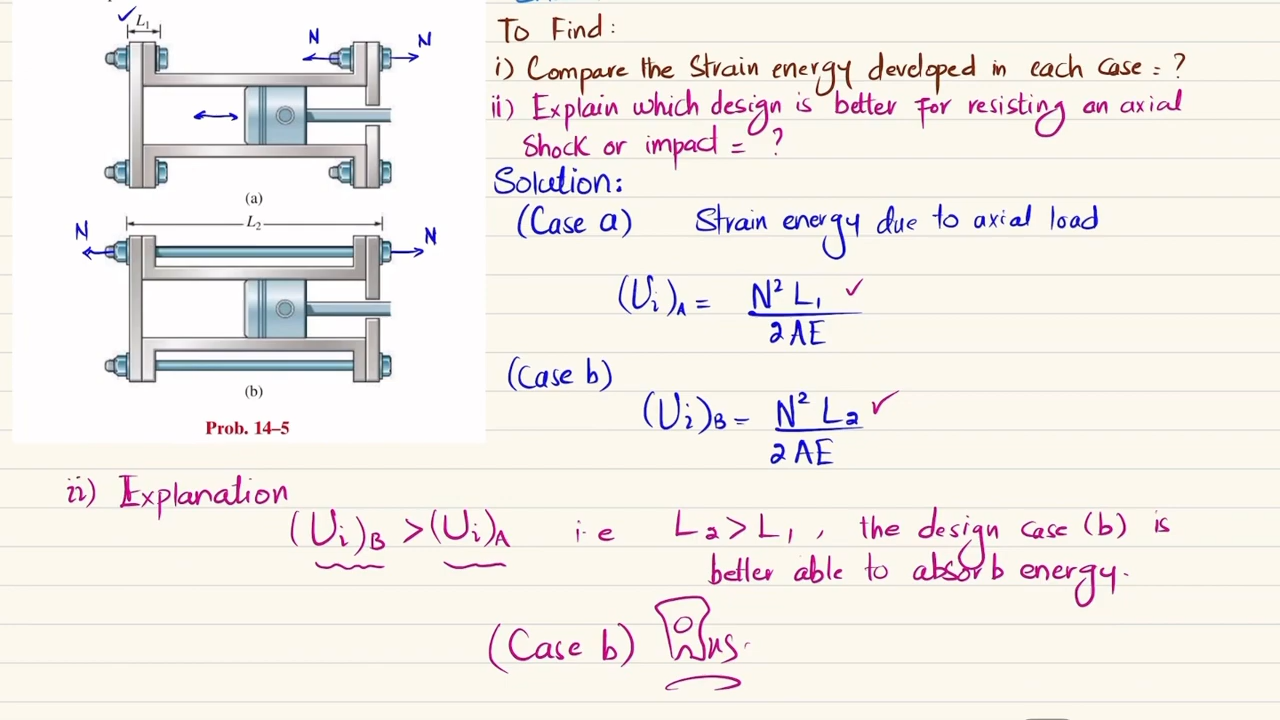 L₁
N
N
(a)
L₂
N
N
(b)
Prob. 14–5
To Find:
i) Compare the Strain energy developed in each case = ?
ii) Explain which design is better for resisting an axial
Shock or impact = ?
Solution:
(Case a) Strain energy due to axial load
(Ui)A = N² L₁ ✓
2AE
(Case b)
(Ui)B = N² L₂ ✓
2AE
ii) Explanation
(Ui)B > (Ui)A i.e L₂ > L₁, the design case (b) is
better able to absorb energy.
(Case b) Ans.